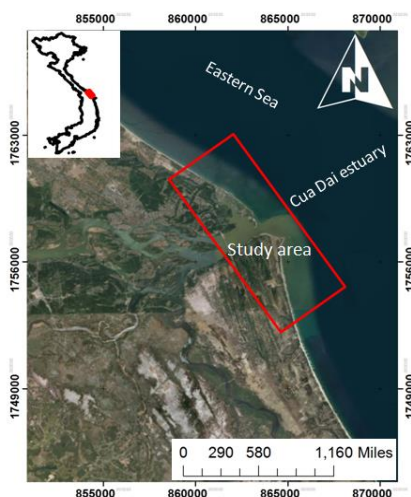 855000 860000 865000 870000
Eastern Sea
N
1763000 1763000
Cua Dai estuary
Study area
1756000 1756000
1749000 1749000
0 290 580 1,160 Miles
855000 860000 865000 870000